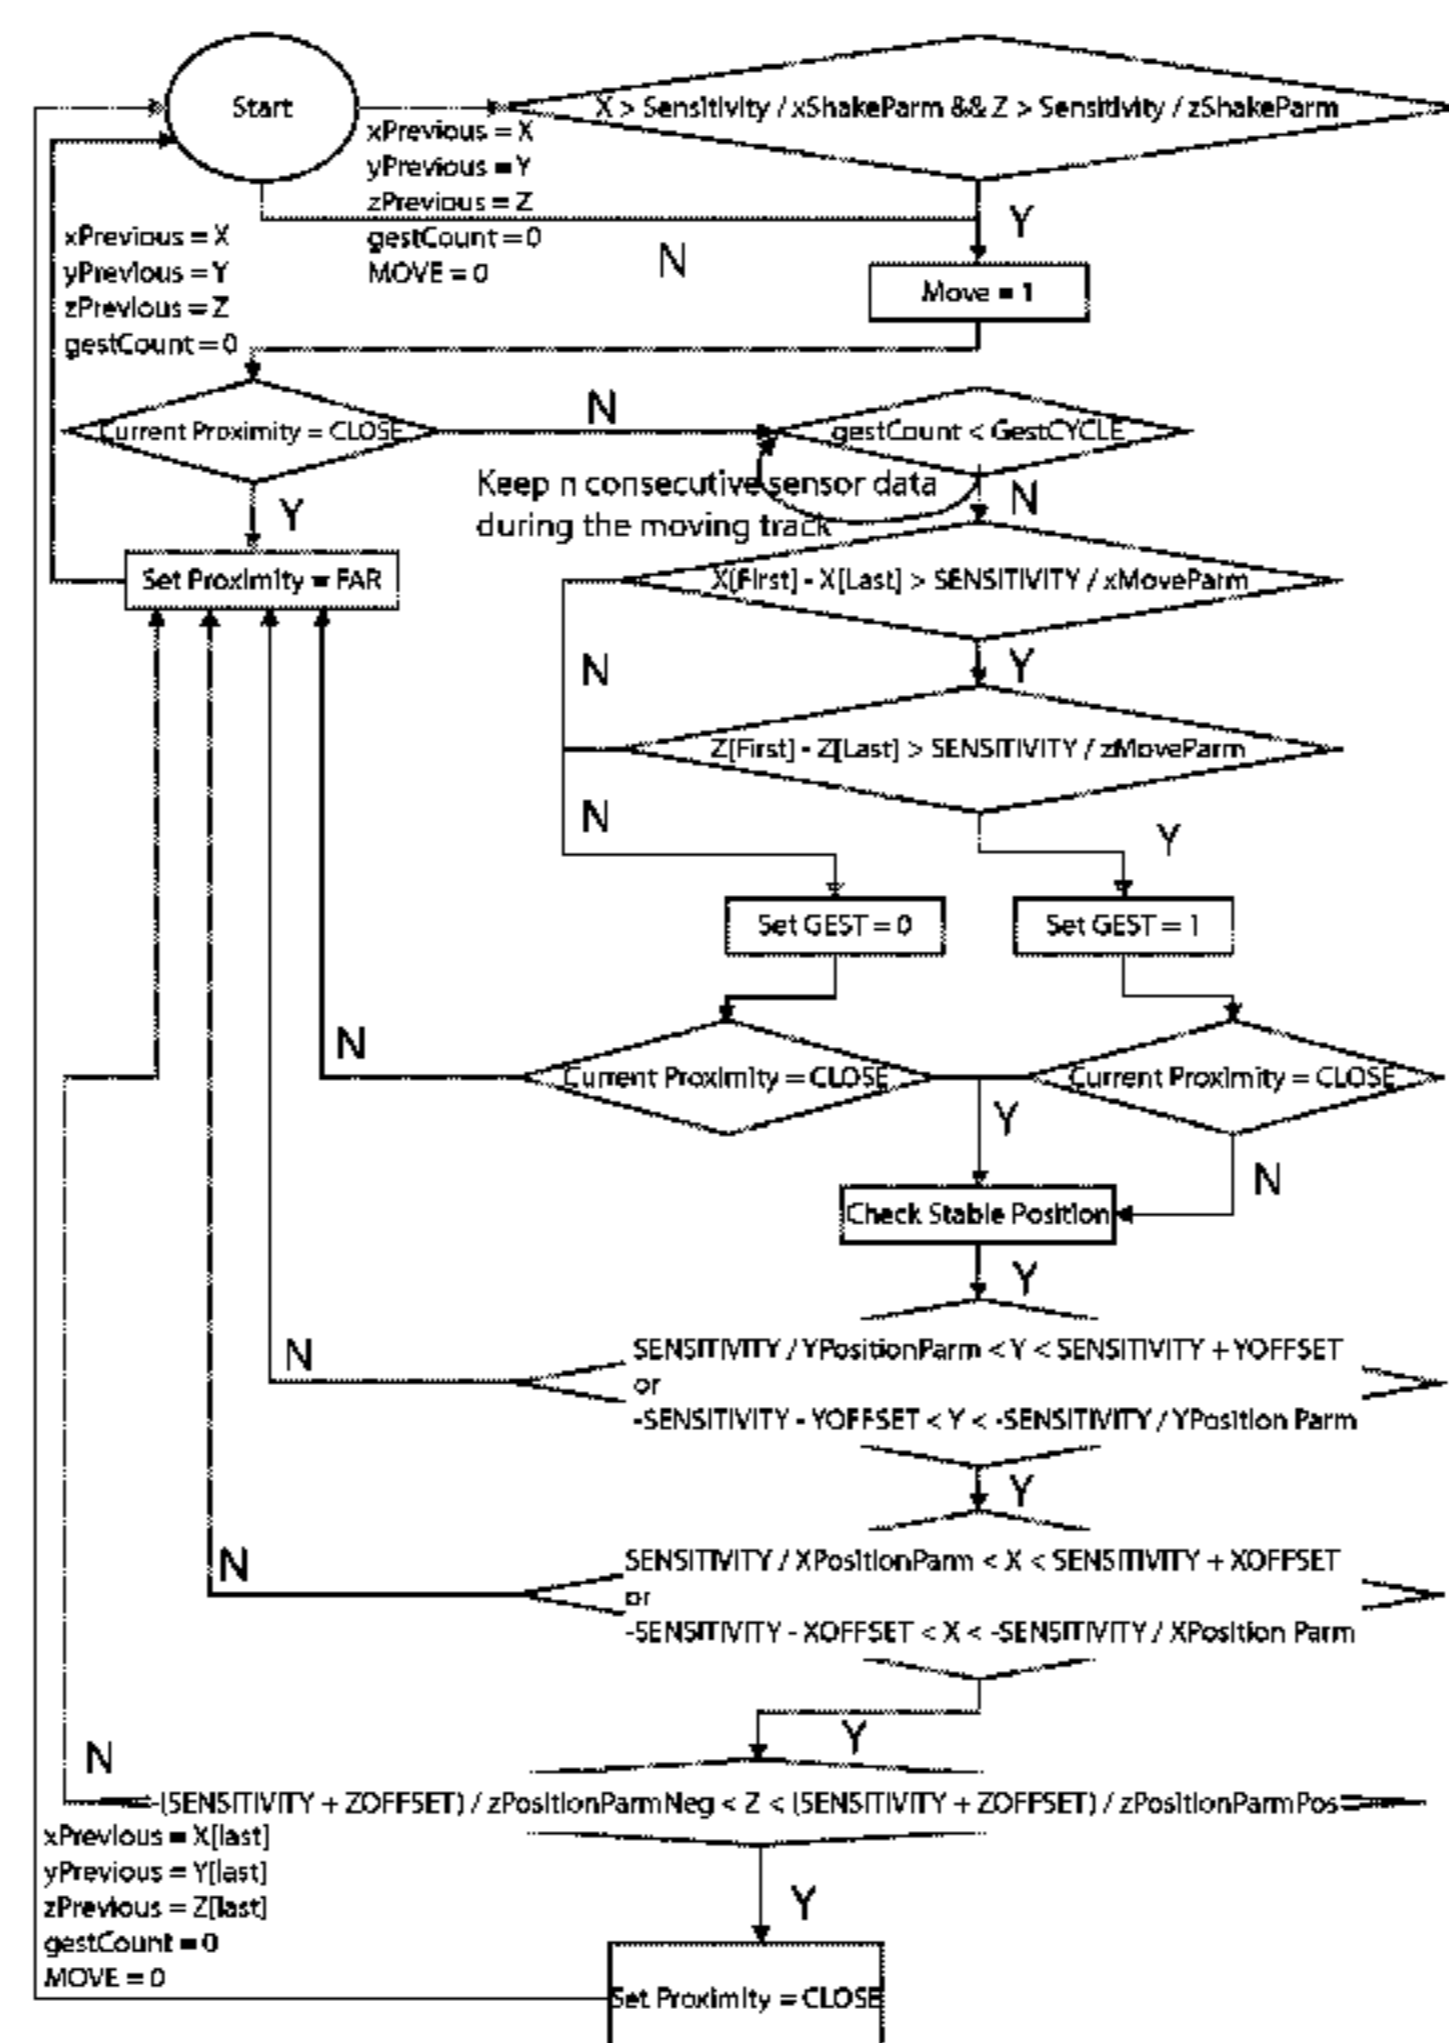 Start
X > Sensitivity / xShakeParm && Z > Sensitivity / zShakeParm
xPrevious = X
yPrevious = Y
zPrevious = Z
gestCount = 0
MOVE = 0
N
Y
xPrevious = X
yPrevious = Y
zPrevious = Z
gestCount = 0
Move = 1
Current Proximity = CLOSE
N
gestCount < GestCYCLE
Keep n consecutive sensor data
during the moving track
N
Y
Set Proximity = FAR
X[First] - X[Last] > SENSITIVITY / xMoveParm
N
Y
Z[First] - Z[Last] > SENSITIVITY / zMoveParm
N
Y
Set GEST = 0
Set GEST = 1
N
Current Proximity = CLOSE
Current Proximity = CLOSE
Y
N
Check Stable Position
Y
N
SENSITIVITY / YPositionParm < Y < SENSITIVITY + YOFFSET
or
-SENSITIVITY - YOFFSET < Y < -SENSITIVITY / YPosition Parm
Y
N
SENSITIVITY / XPositionParm < X < SENSITIVITY + XOFFSET
or
-SENSITIVITY - XOFFSET < X < -SENSITIVITY / XPosition Parm
Y
N
-(SENSITIVITY + ZOFFSET) / zPositionParmNeg < Z < (SENSITIVITY + ZOFFSET) / zPositionParmPos
xPrevious = X[last]
yPrevious = Y[last]
zPrevious = Z[last]
gestCount = 0
MOVE = 0
Y
Set Proximity = CLOSE